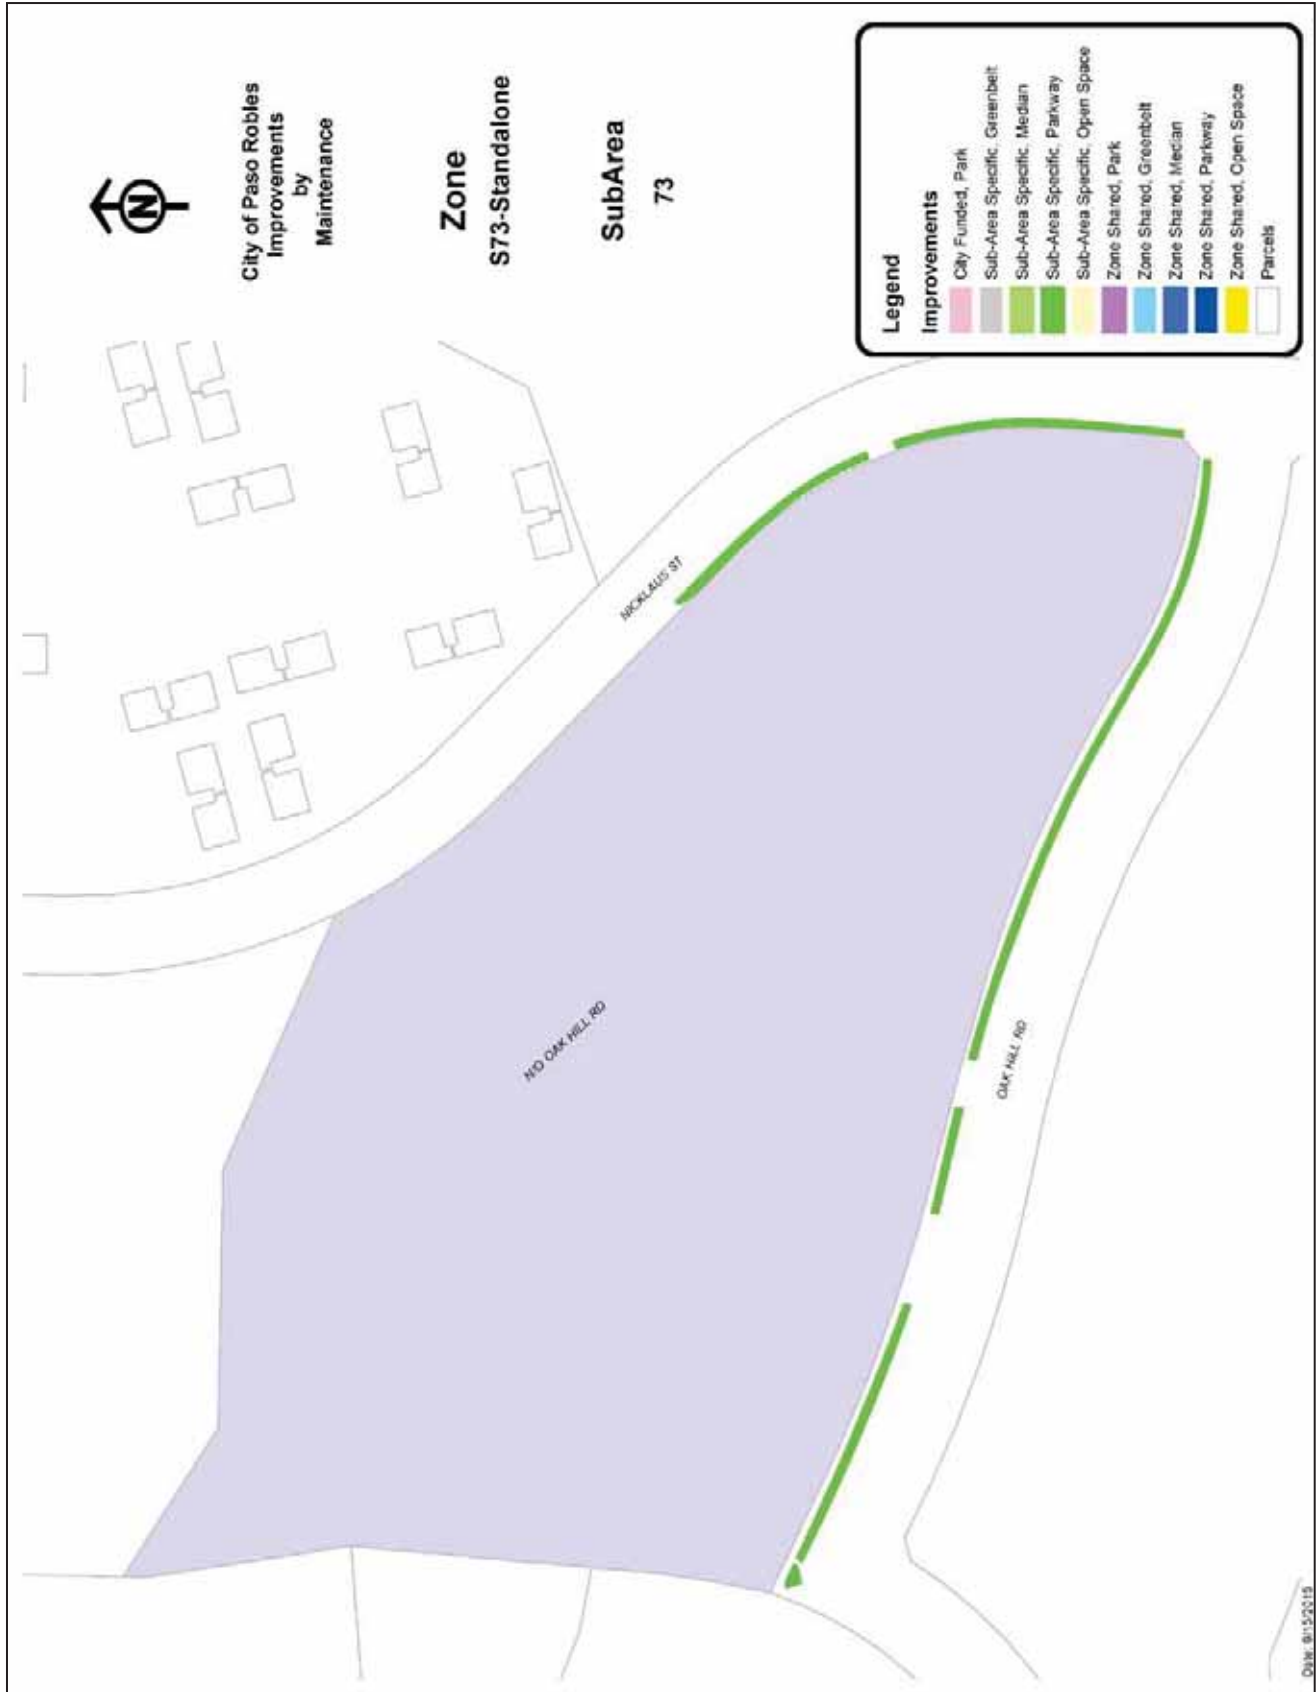 City of Paso Robles
Improvements
by
Maintenance
Zone
S73-Standalone
SubArea
73
NICKLAUS ST
N/O OAK HILL RD
OAK HILL RD
Legend
Improvements
City Funded, Park
Sub-Area Specific, Greenbelt
Sub-Area Specific, Median
Sub-Area Specific, Parkway
Sub-Area Specific, Open Space
Zone Shared, Park
Zone Shared, Greenbelt
Zone Shared, Median
Zone Shared, Parkway
Zone Shared, Open Space
Parcels
N
Date: